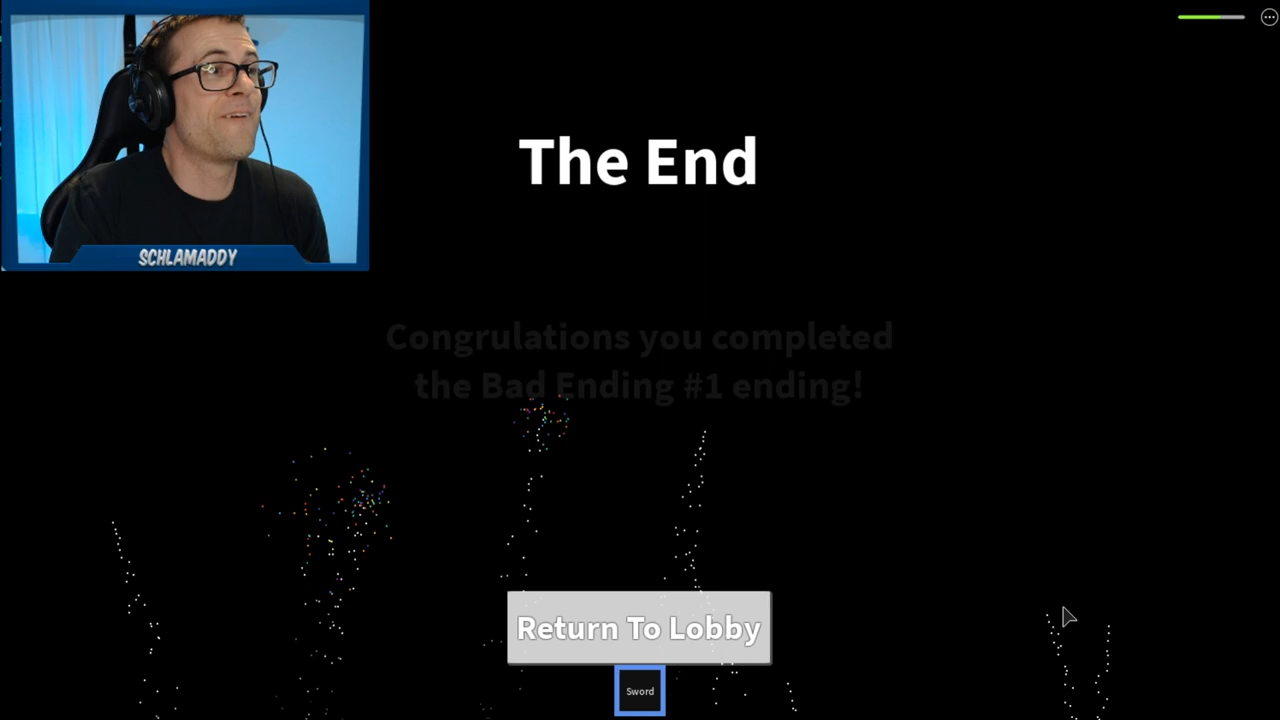 SCHLAMADDY
The End
Congrulations you completed
the Bad Ending #1 ending!
Return To Lobby
Sword